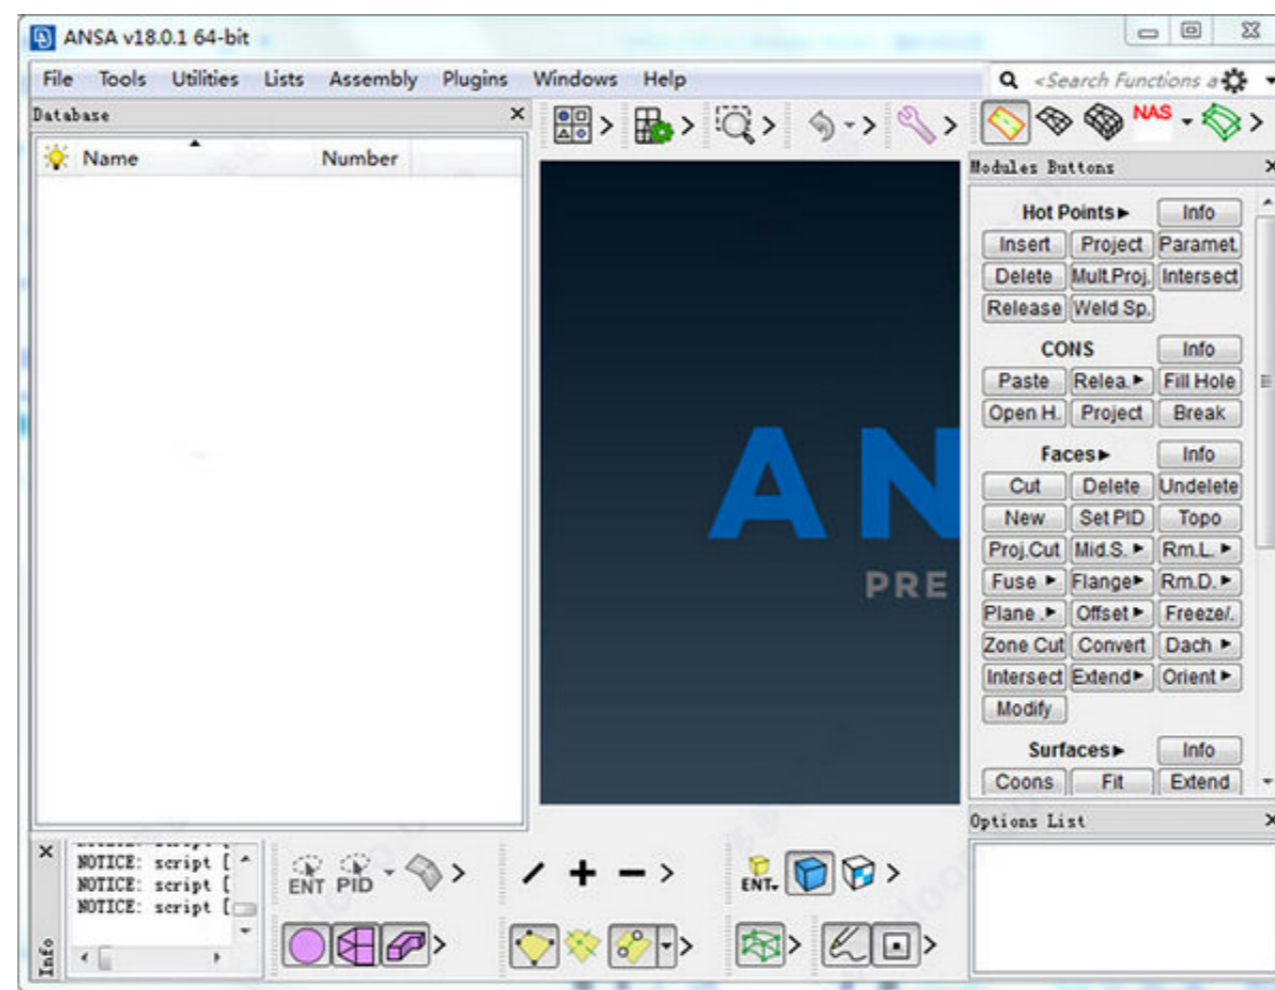 ANSA v18.0.1 64-bit
File Tools Utilities Lists Assembly Plugins Windows Help <Search Functions a
Database
NAS
Name Number
Modules Buttons
Hot Points Info
Insert Project Paramet.
Delete Mult.Proj. Intersect
Release Weld Sp.
CONS Info
Paste Relea. Fill Hole
Open H. Project Break
Faces Info
Cut Delete Undelete
New Set PID Topo
Proj.Cut Mid.S. Rm.L.
Fuse Flange Rm.D.
Plane . Offset Freeze/.
Zone Cut Convert Dach
Intersect Extend Orient
Modify
Surfaces Info
Coons Fit Extend
AN
PRE
Options List
NOTICE: script [
NOTICE: script [
NOTICE: script [
Info
ENT PID
ENT.